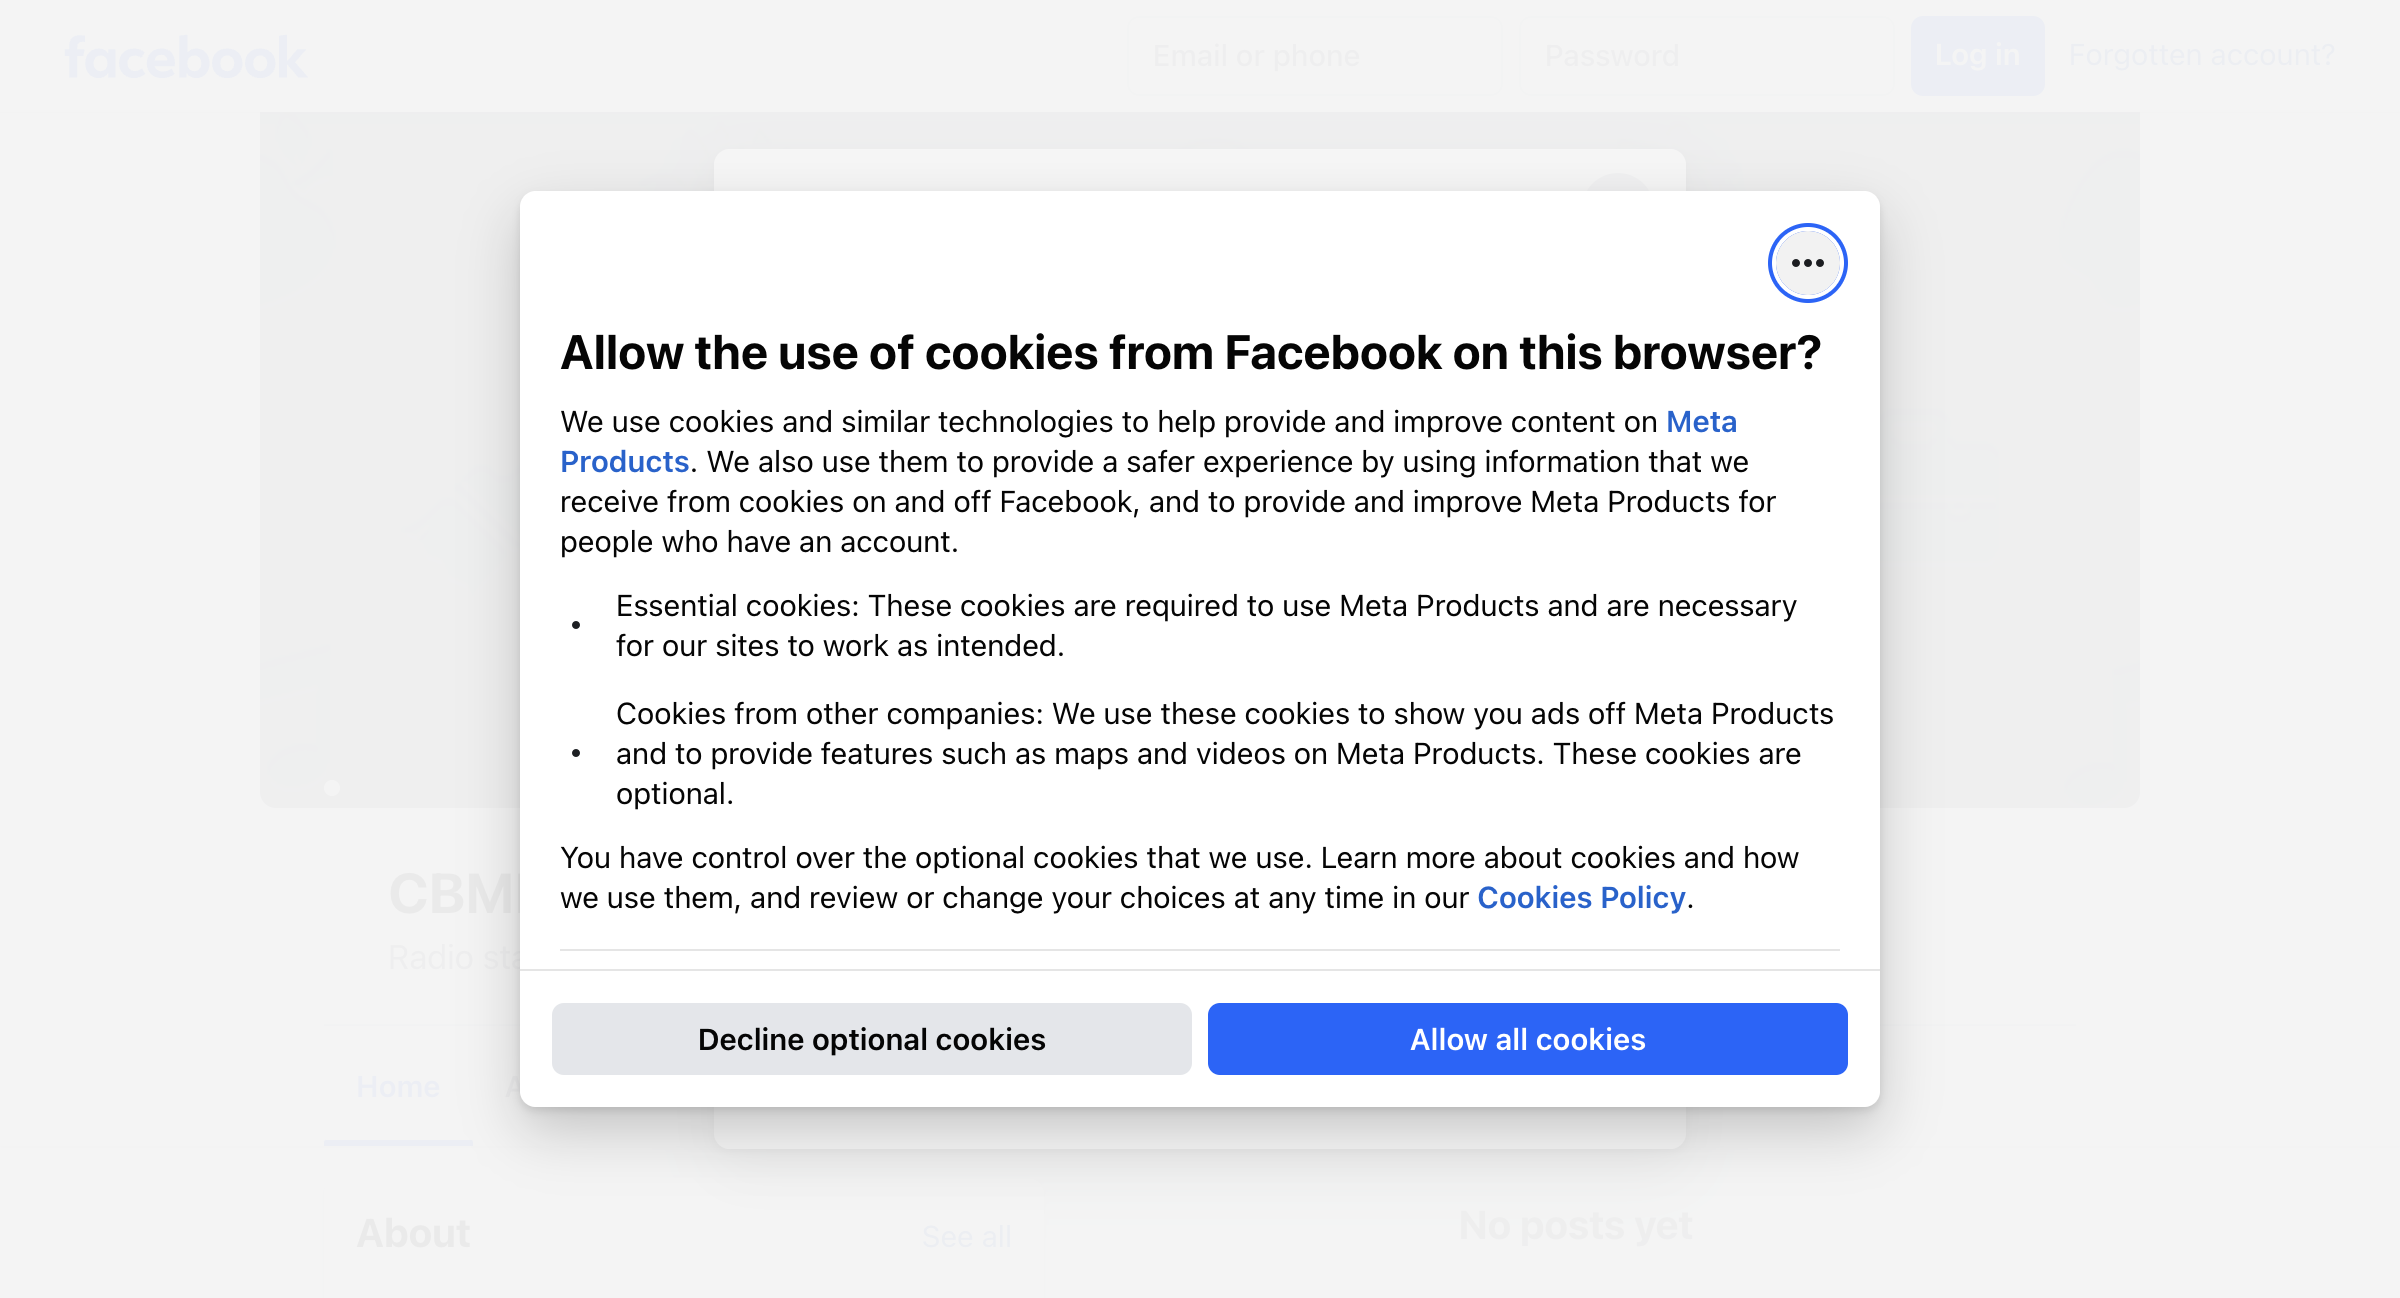 facebook
Email or phone
Password
Log in
Forgotten account?
Allow the use of cookies from Facebook on this browser?
We use cookies and similar technologies to help provide and improve content on Meta
Products. We also use them to provide a safer experience by using information that we
receive from cookies on and off Facebook, and to provide and improve Meta Products for
people who have an account.
• Essential cookies: These cookies are required to use Meta Products and are necessary
for our sites to work as intended.
• Cookies from other companies: We use these cookies to show you ads off Meta Products
and to provide features such as maps and videos on Meta Products. These cookies are
optional.
You have control over the optional cookies that we use. Learn more about cookies and how
we use them, and review or change your choices at any time in our Cookies Policy.
Decline optional cookies
Allow all cookies
Radio
Home
About
See all
No posts yet